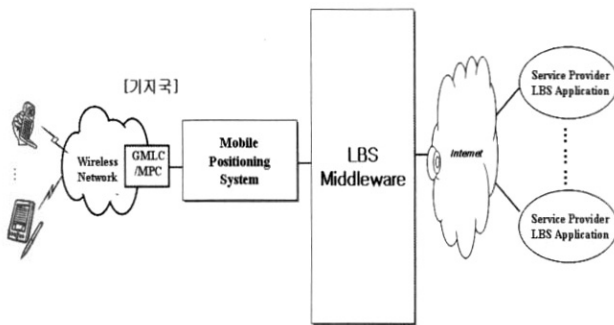 [기지국]
Wireless
Network
GMLC
/MPC
Mobile
Positioning
System
LBS
Middleware
Internet
Service Provider
LBS Application
Service Provider
LBS Application